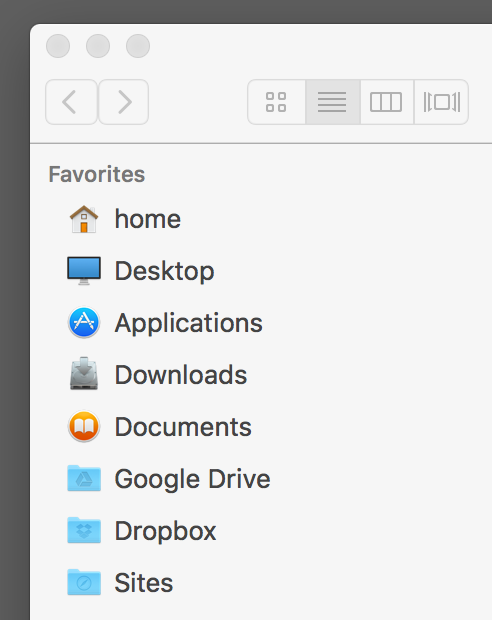 Favorites
home
Desktop
Applications
Downloads
Documents
Google Drive
Dropbox
Sites